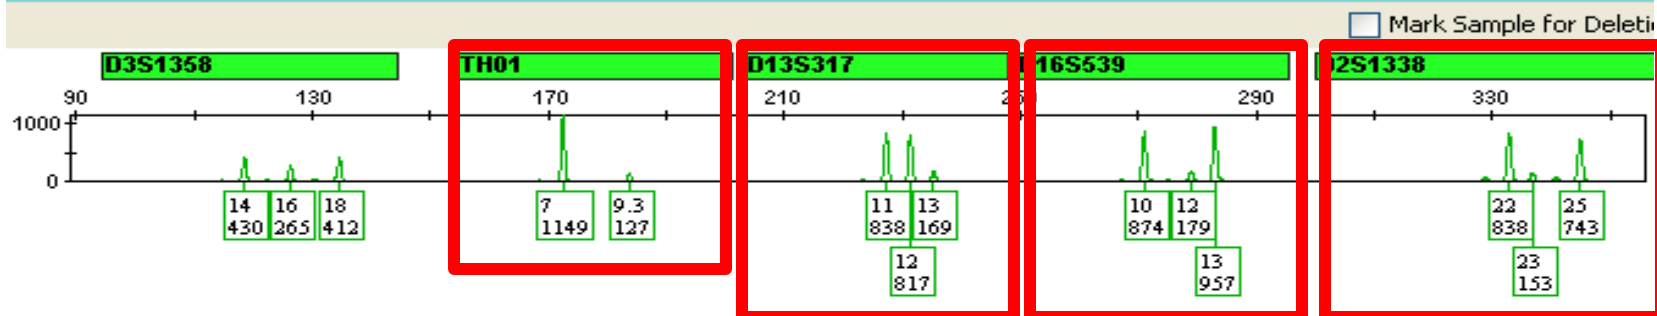 Mark Sample for Deleti
D3S1358 TH01 D13S317 16S539 2S1338
90 130 170 210 290 330
1000
0
14 16 18 7 9.3 11 13 10 12 22 25
430 265 412 1149 127 838 169 874 179 838 743
12 13 23
817 957 153